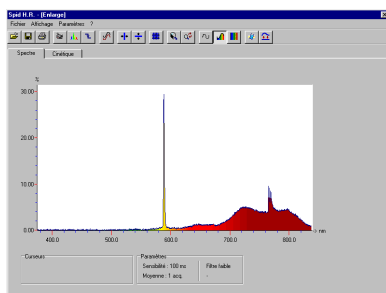 Spid H.R. - [Enlarge]
Fichier Affichage Paramètres ?
Spectre Cinétique
%
30.00
20.00
10.00
0.00
400.0 500.0 600.0 700.0 800.0 nm
Curseurs
Paramètres
Sensibilité : 100 ms Filtre faible
Moyenne : 1 acq. -